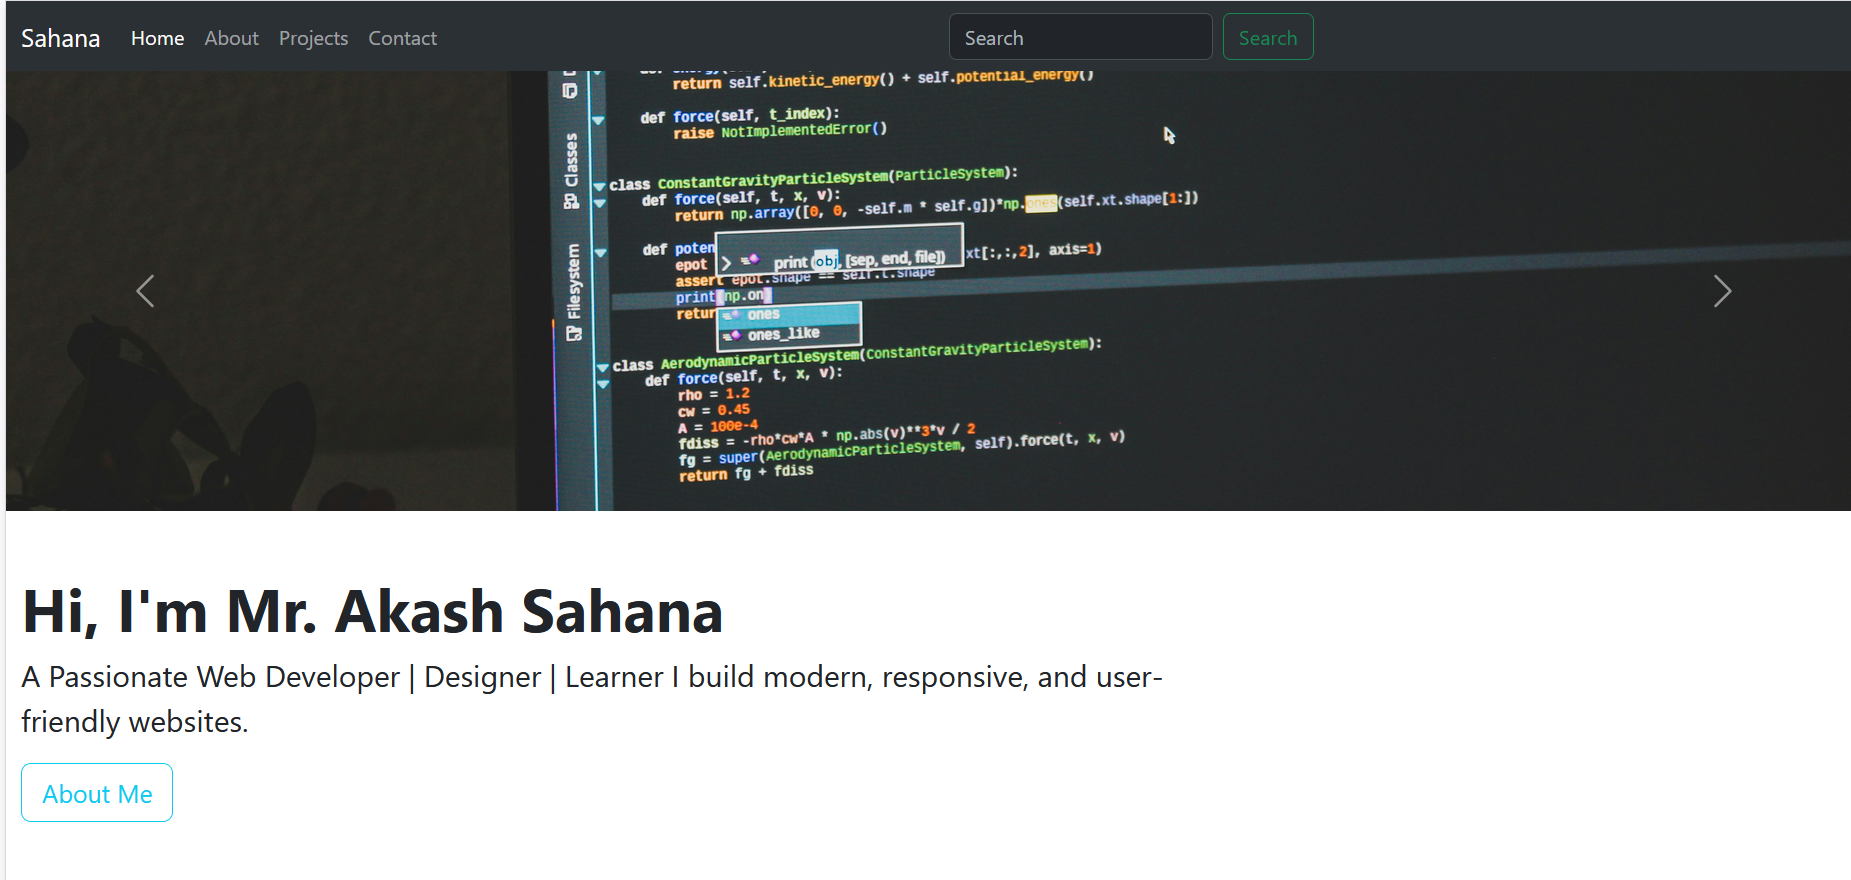 Sahana Home About Projects Contact Search Search
return self.kinetic_energy() + self.potential_energy()
def force(self, t_index):
raise NotImplementedError()
Classes
class ConstantGravityParticleSystem(ParticleSystem):
def force(self, t, x, v):
return np.array([0, 0, -self.m * self.g])*np.ones(self.xt.shape[1:])
Filesystem
def poten xt[:,:,2], axis=1)
print (obj, [sep, end, file])
epot
assert epot.shape == self.t.shape
print(np.on)
retur
ones
ones_like
class AerodynamicParticleSystem(ConstantGravityParticleSystem):
def force(self, t, x, v):
rho = 1.2
cw = 0.45
A = 100e-4
fdiss = -rho*cw*A * np.abs(v)**3*v / 2
fg = super(AerodynamicParticleSystem, self).force(t, x, v)
return fg + fdiss
Hi, I'm Mr. Akash Sahana
A Passionate Web Developer | Designer | Learner I build modern, responsive, and user-
friendly websites.
About Me